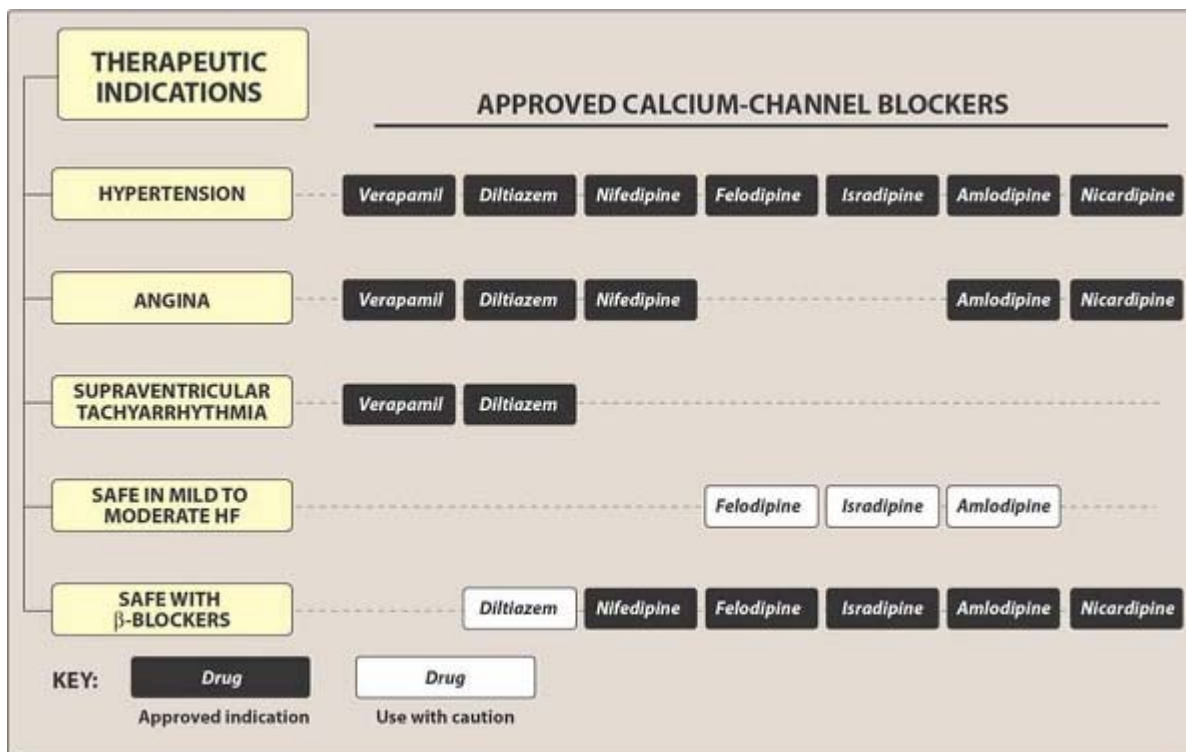 THERAPEUTIC
INDICATIONS
APPROVED CALCIUM-CHANNEL BLOCKERS
HYPERTENSION
Verapamil Diltiazem Nifedipine Felodipine Isradipine Amlodipine Nicardipine
ANGINA
Verapamil Diltiazem Nifedipine Amlodipine Nicardipine
SUPRAVENTRICULAR
TACHYARRHYTHMIA
Verapamil Diltiazem
SAFE IN MILD TO
MODERATE HF
Felodipine Isradipine Amlodipine
SAFE WITH
β-BLOCKERS
Diltiazem Nifedipine Felodipine Isradipine Amlodipine Nicardipine
KEY: Drug Drug
Approved indication Use with caution